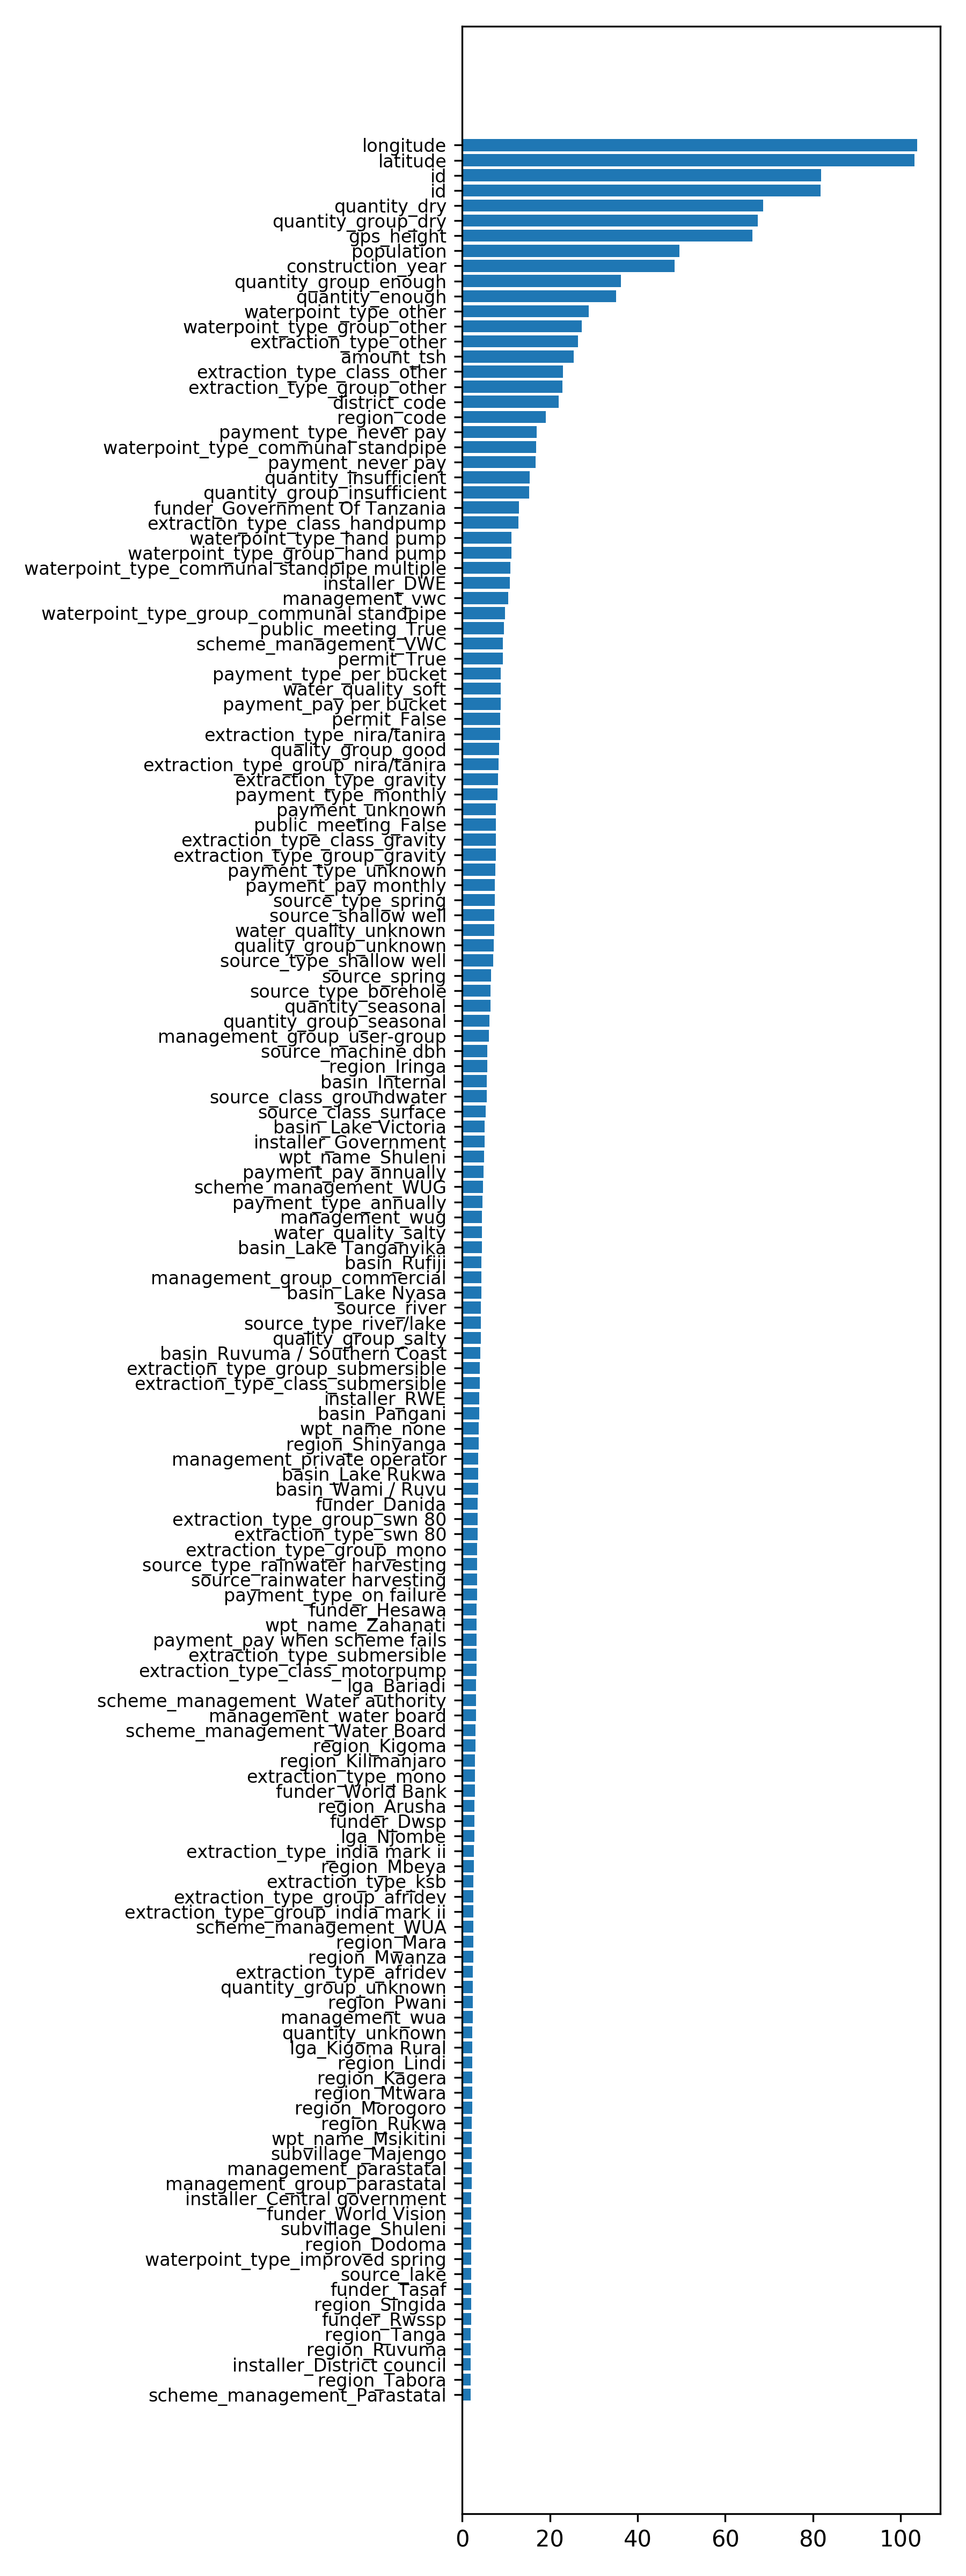 longitude
latitude
id
id
quantity_dry
quantity_group_dry
gps_height
population
construction_year
quantity_group_enough
quantity_enough
waterpoint_type_other
waterpoint_type_group_other
extraction_type_other
amount_tsh
extraction_type_class_other
extraction_type_group_other
district_code
region_code
payment_type_never pay
waterpoint_type_communal standpipe
payment_never pay
quantity_insufficient
quantity_group_insufficient
funder_Government Of Tanzania
extraction_type_class_handpump
waterpoint_type_hand pump
waterpoint_type_group_hand pump
waterpoint_type_communal standpipe multiple
installer_DWE
management_vwc
waterpoint_type_group_communal standpipe
public_meeting_True
scheme_management_VWC
permit_True
payment_type_per bucket
water_quality_soft
payment_pay per bucket
permit_False
extraction_type_nira/tanira
quality_group_good
extraction_type_group_nira/tanira
extraction_type_gravity
payment_type_monthly
payment_unknown
public_meeting_False
extraction_type_class_gravity
extraction_type_group_gravity
payment_type_unknown
payment_pay monthly
source_type_spring
source_shallow well
water_quality_unknown
quality_group_unknown
source_type_shallow well
source_spring
source_type_borehole
quantity_seasonal
quantity_group_seasonal
management_group_user-group
source_machine dbh
region_Iringa
basin_Internal
source_class_groundwater
source_class_surface
basin_Lake Victoria
installer_Government
wpt_name_Shuleni
payment_pay annually
scheme_management_WUG
payment_type_annually
management_wug
water_quality_salty
basin_Lake Tanganyika
basin_Rufiji
management_group_commercial
basin_Lake Nyasa
source_river
source_type_river/lake
quality_group_salty
basin_Ruvuma / Southern Coast
extraction_type_group_submersible
extraction_type_class_submersible
installer_RWE
basin_Pangani
wpt_name_none
region_Shinyanga
management_private operator
basin_Lake Rukwa
basin_Wami / Ruvu
funder_Danida
extraction_type_group_swn 80
extraction_type_swn 80
extraction_type_group_mono
source_type_rainwater harvesting
source_rainwater harvesting
payment_type_on failure
funder_Hesawa
wpt_name_Zahanati
payment_pay when scheme fails
extraction_type_submersible
extraction_type_class_motorpump
lga_Bariadi
scheme_management_Water authority
management_water board
scheme_management_Water Board
region_Kigoma
region_Kilimanjaro
extraction_type_mono
funder_World Bank
region_Arusha
funder_Dwsp
lga_Njombe
extraction_type_india mark ii
region_Mbeya
extraction_type_ksb
extraction_type_group_afridev
extraction_type_group_india mark ii
scheme_management_WUA
region_Mara
region_Mwanza
extraction_type_afridev
quantity_group_unknown
region_Pwani
management_wua
quantity_unknown
lga_Kigoma Rural
region_Lindi
region_Kagera
region_Mtwara
region_Morogoro
region_Rukwa
wpt_name_Msikitini
subvillage_Majengo
management_parastatal
management_group_parastatal
installer_Central government
funder_World Vision
subvillage_Shuleni
region_Dodoma
waterpoint_type_improved spring
source_lake
funder_Tasaf
region_Singida
funder_Rwssp
region_Tanga
region_Ruvuma
installer_District council
region_Tabora
scheme_management_Parastatal
0 20 40 60 80 100